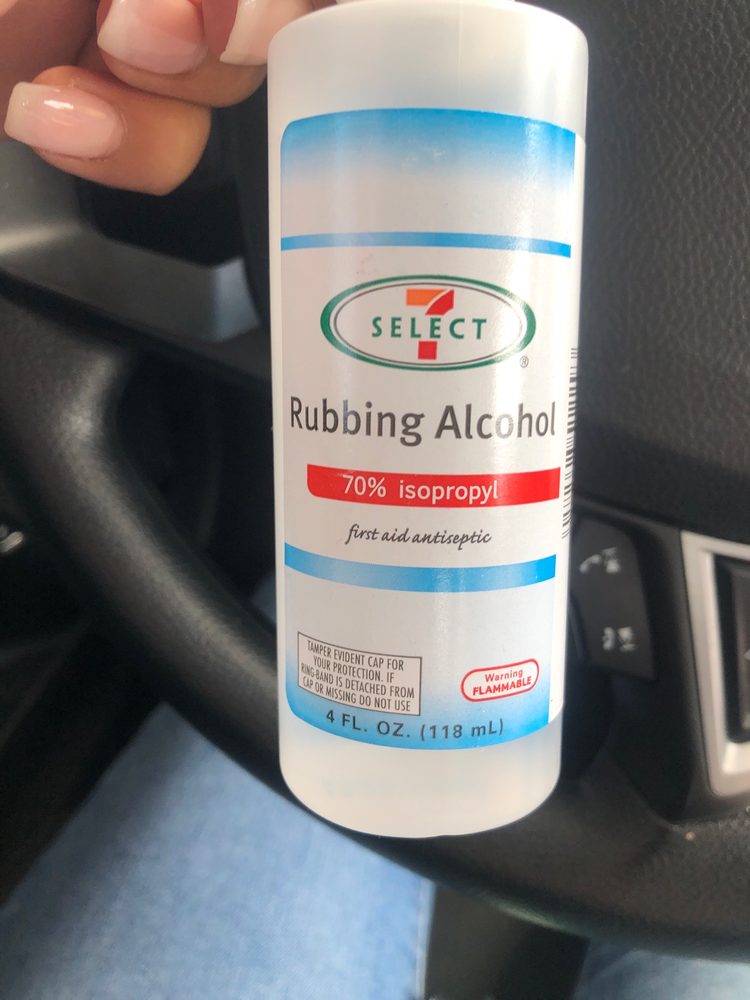 7
SELECT
®
Rubbing Alcohol
70% isopropyl
first aid antiseptic
TAMPER EVIDENT CAP FOR
YOUR PROTECTION. IF
RING-BAND IS DETACHED FROM
CAP OR MISSING DO NOT USE
Warning
FLAMMABLE
4 FL. OZ. (118 mL)